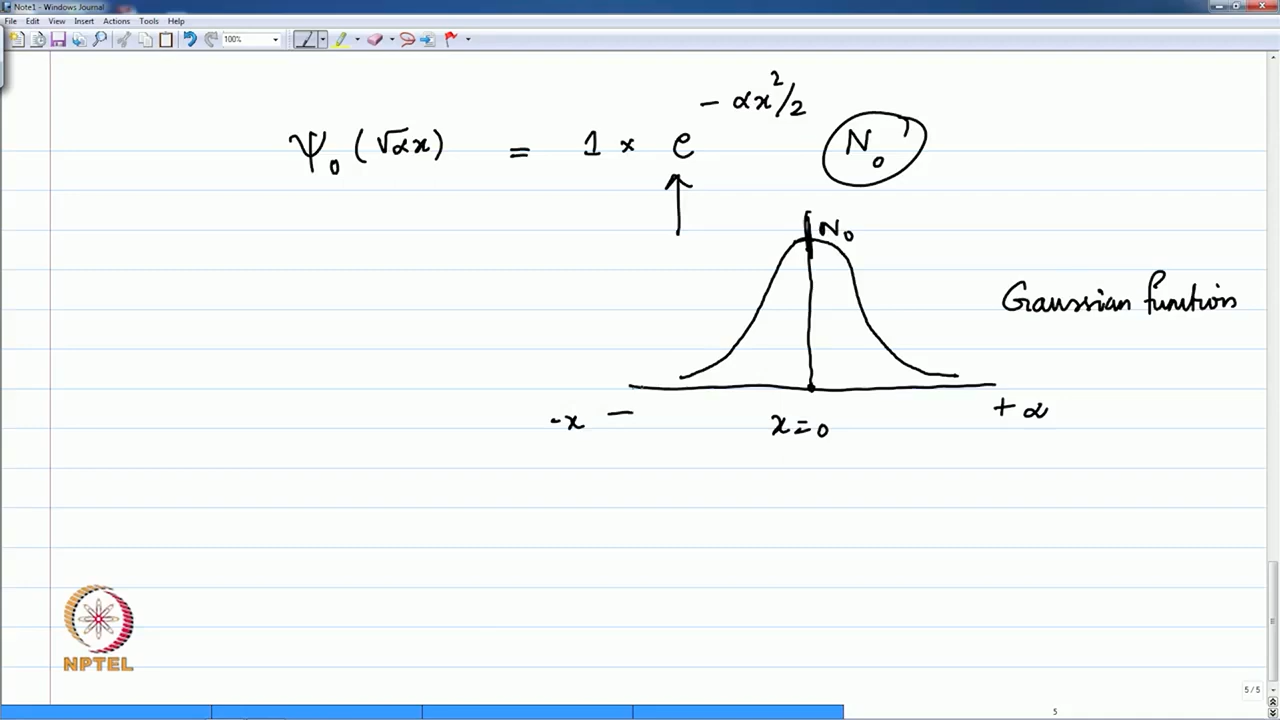 Note1 - Windows Journal
File Edit View Insert Actions Tools Help
100%
ψ₀ (√αx) = 1 × e^(-αx²/2) N₀
N₀
Gaussian function
-x — x=0 + α
NPTEL
5/5
5